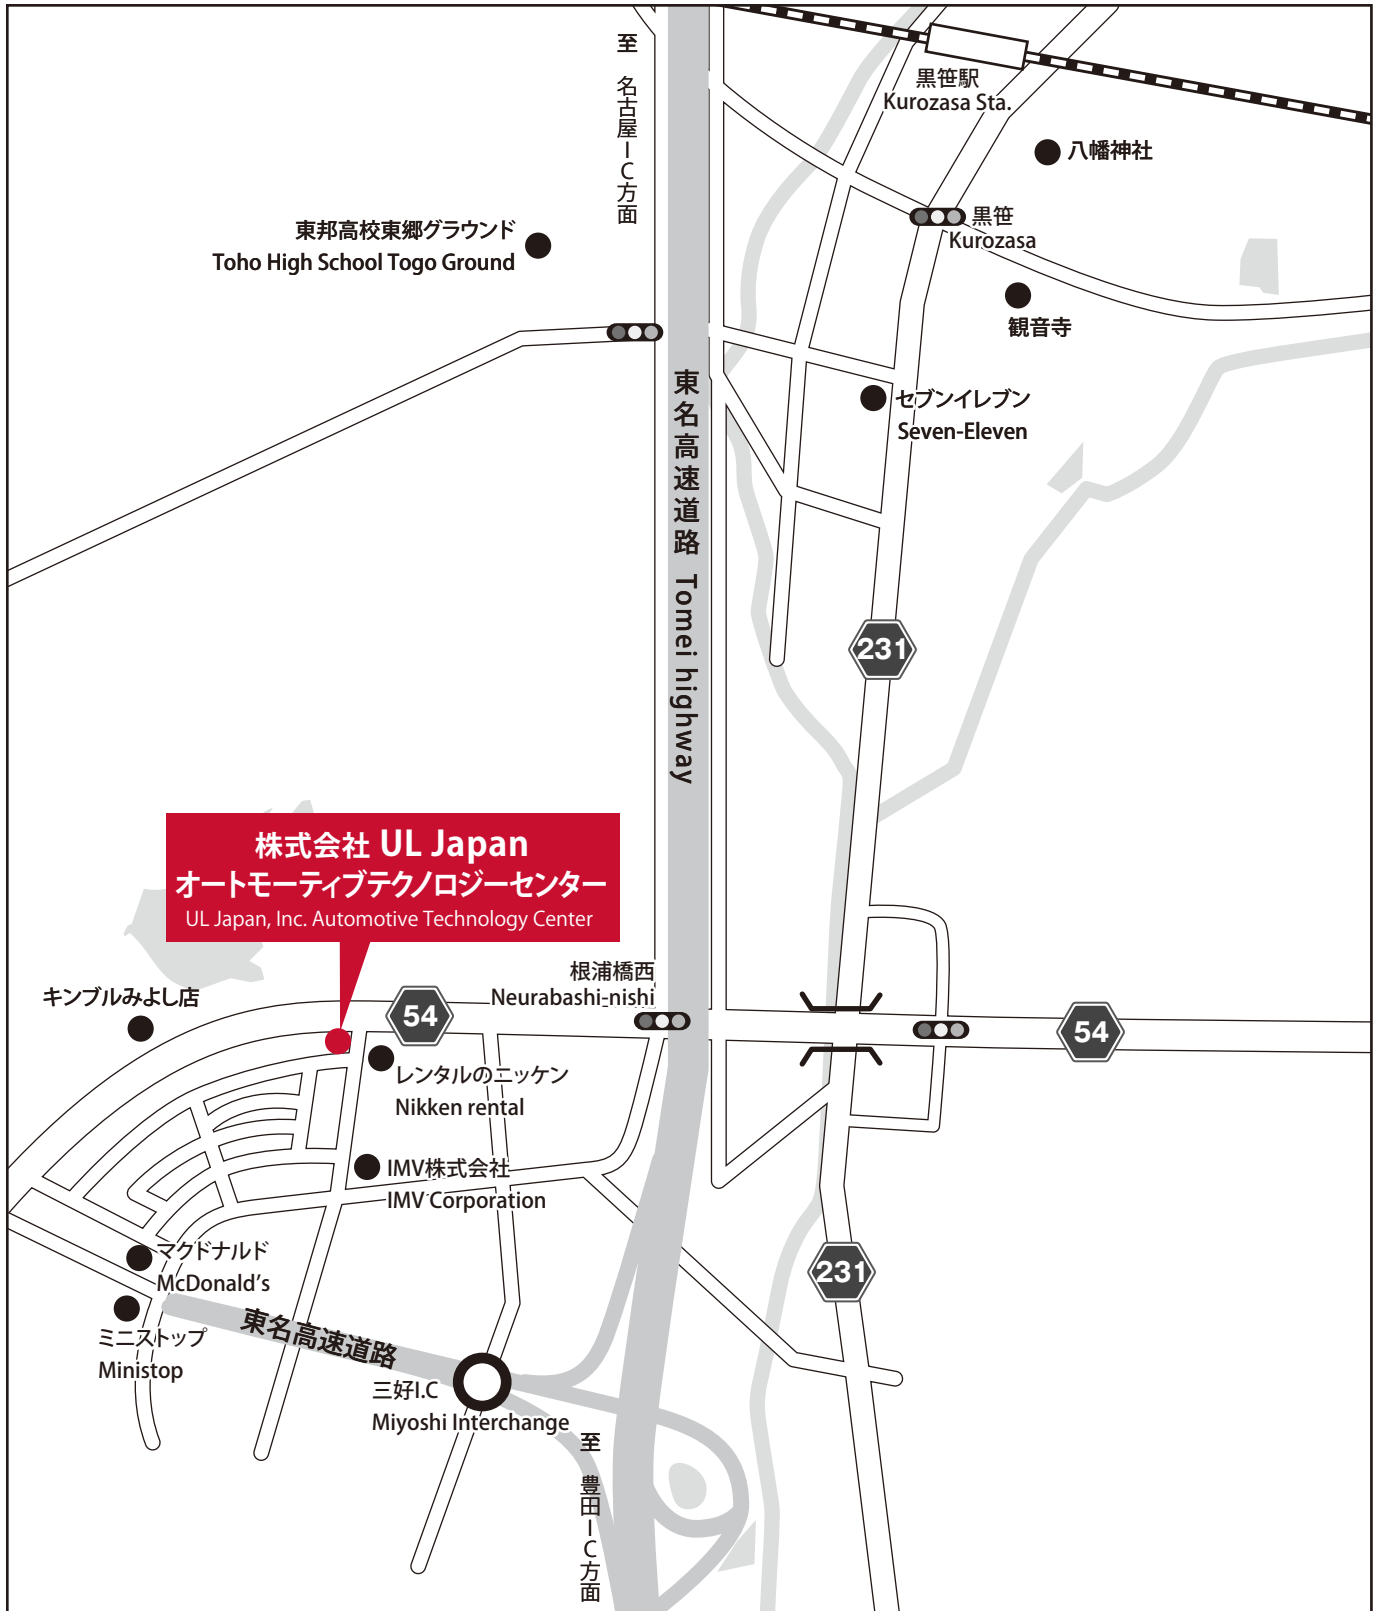 至 名古屋IC方面
黒笹駅
Kurozasa Sta.
八幡神社
東邦高校東郷グラウンド
Toho High School Togo Ground
黒笹
Kurozasa
観音寺
セブンイレブン
Seven-Eleven
東名高速道路 Tomei highway
231
株式会社 UL Japan
オートモーティブテクノロジーセンター
UL Japan, Inc. Automotive Technology Center
根浦橋西
Neurabashi-nishi
キンブルみよし店
54
54
レンタルのニッケン
Nikken rental
IMV株式会社
IMV Corporation
マクドナルド
McDonald's
231
ミニストップ
Ministop
東名高速道路
三好I.C
Miyoshi Interchange
至 豊田IC方面